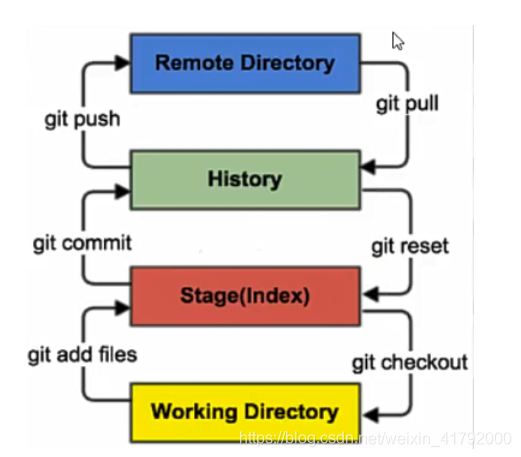 Remote Directory
git push
git pull
History
git commit
git reset
Stage(Index)
git add files
git checkout
Working Directory
https://blog.csdn.net/weixin_41792000